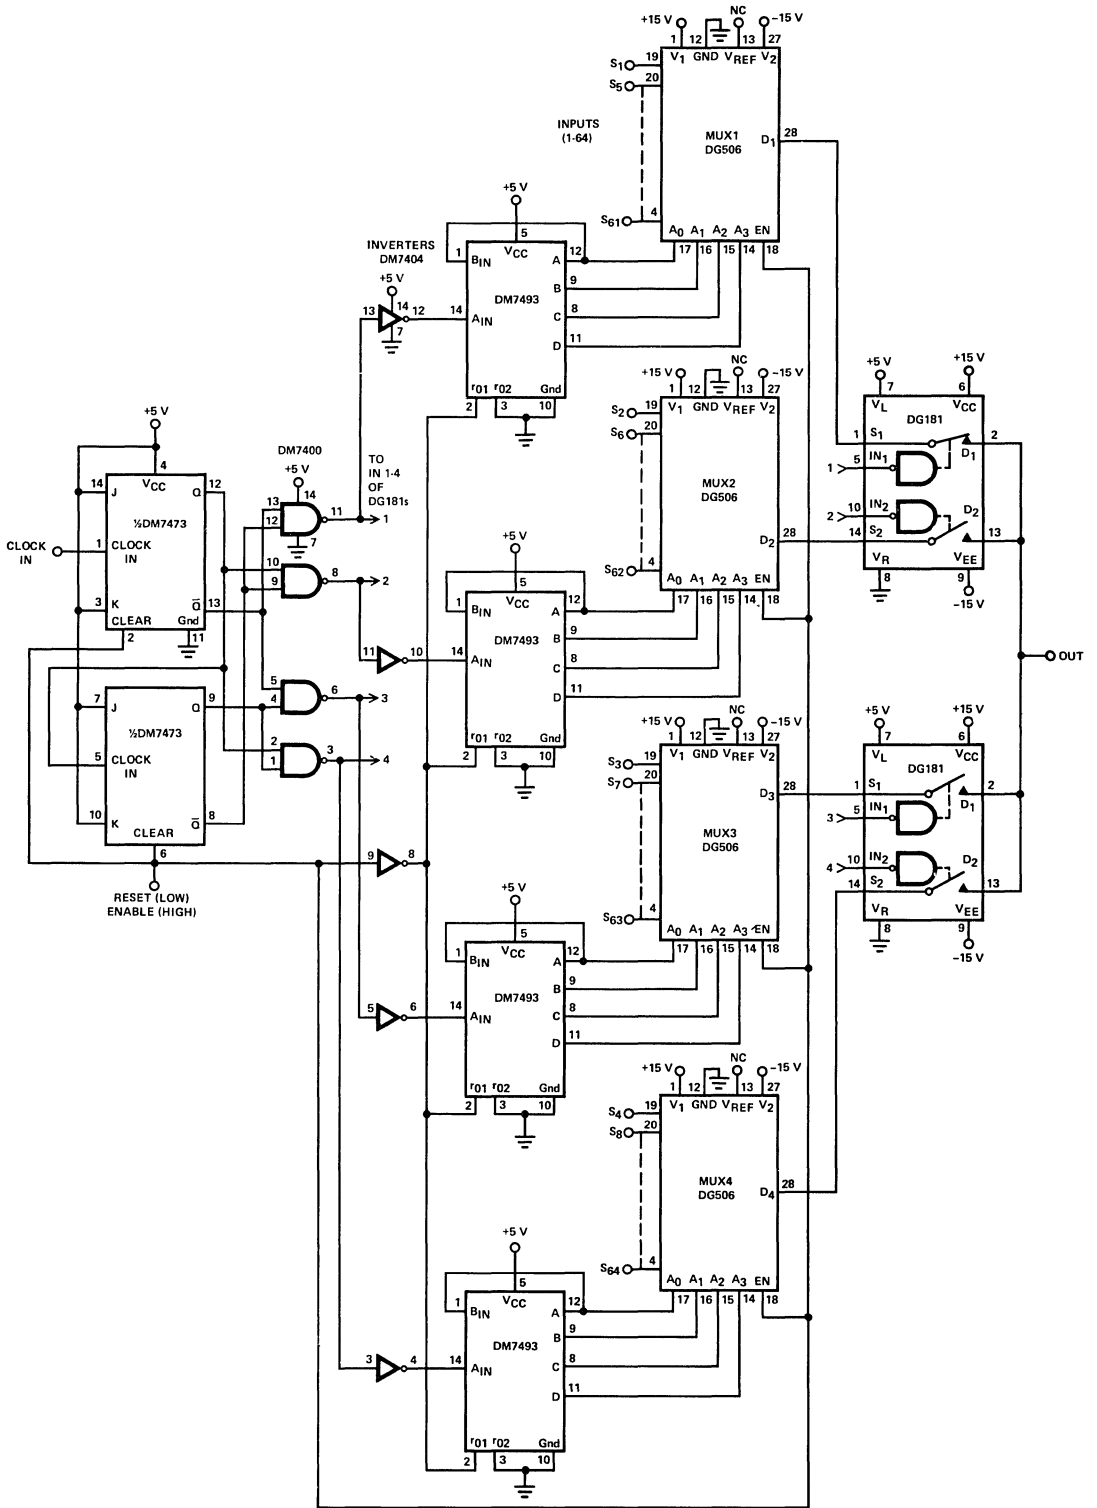 +15 V NC -15 V
1 12 13 27
V1 GND VREF V2
S1 19
S5 20
INPUTS
(1-64)
MUX1
DG506
D1 28
S61 4
A0 A1 A2 A3 EN
17 16 15 14 18
+5 V
5
VCC
1 BIN A 12
DM7493
B 9
14 AIN C 8
D 11
r01 r02 Gnd
2 3 10
INVERTERS
DM7404
+5 V
13 14 12
7
+15 V NC -15 V
1 12 13 27
V1 GND VREF V2
S2 19
S6 20
MUX2
DG506
D2 28
S62 4
A0 A1 A2 A3 EN
17 16 15 14 18
+5 V
5
VCC
1 BIN A 12
DM7493
B 9
14 AIN C 8
D 11
r01 r02 Gnd
2 3 10
11 10
+5 V
4
VCC
14 J Q 12
½DM7473
CLOCK
IN
1 CLOCK
IN
3 K Q̅ 13
CLEAR Gnd
2 11
7 J Q 9
½DM7473
5 CLOCK
IN
10 K Q̅ 8
CLEAR
6
RESET (LOW)
ENABLE (HIGH)
DM7400
+5 V
14
13
12 11
7
TO
IN 1-4
OF
DG181s
1
10
9 8 2
5
4 6 3
2
1 3 4
9 8
+5 V +15 V
7 6
VL VCC
DG181
1 S1 2
1 5 IN1 D1
2 10 IN2 D2
14 S2 13
VR VEE
8 9
-15 V
OUT
+15 V NC -15 V
1 12 13 27
V1 GND VREF V2
S3 19
S7 20
D3 28
MUX3
DG506
S63 4
A0 A1 A2 A3 EN
17 16 15 14 18
+5 V
5
VCC
1 BIN A 12
DM7493
B 9
5 6 14 AIN C 8
D 11
r01 r02 Gnd
2 3 10
+5 V +15 V
7 6
VL VCC
DG181
1 S1 2
3 5 IN1 D1
4 10 IN2 D2
14 S2 13
VR VEE
8 9
-15 V
+15 V NC -15 V
1 12 13 27
V1 GND VREF V2
S4 19
S8 20
MUX4
DG506
D4 28
S64 4
A0 A1 A2 A3 EN
17 16 15 14 18
+5 V
5
VCC
1 BIN A 12
DM7493
B 9
3 4 14 AIN C 8
D 11
r01 r02 Gnd
2 3 10